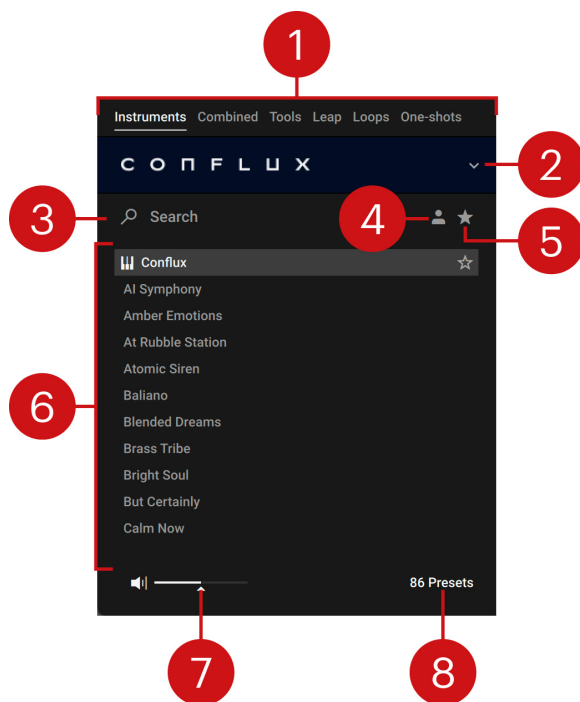 1
Instruments Combined Tools Leap Loops One-shots
CONFLUX 2
3 Search 4 5
Conflux
AI Symphony
Amber Emotions
At Rubble Station
Atomic Siren
Baliano
6
Blended Dreams
Brass Tribe
Bright Soul
But Certainly
Calm Now
86 Presets
7 8